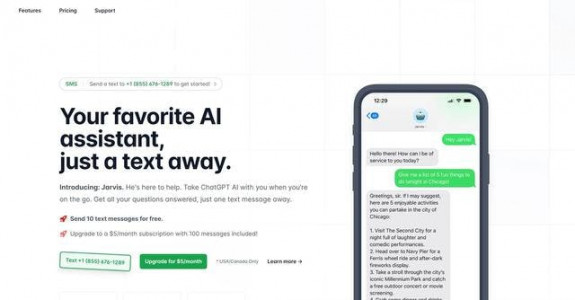 Features Pricing Support
SMS Send a text to +1 (855) 676-1289 to get started!
Your favorite AI
assistant,
just a text away.
Introducing: Jarvis. He's here to help. Take ChatGPT AI with you when you're
on the go. Get all your questions answered, just one text message away.
🚀 Send 10 text messages for free.
🚀 Upgrade to a $5/month subscription with 100 messages included!
Text +1 (855) 676-1289 Upgrade for $5/month * USA/Canada Only Learn more →
12:29
Jarvis
Hey Jarvis!
Hello there! How can I be of
service to you today?
Give me a list of 5 fun things to
do tonight in Chicago
Greetings, sir. If I may suggest,
here are 5 enjoyable activities
you can partake in the city of
Chicago:
1. Visit The Second City for a
night full of laughter and
comedic performances.
2. Head over to Navy Pier for a
Ferris wheel ride and after-dark
fireworks display.
3. Take a stroll through the city's
iconic Millennium Park and
catch a free outdoor concert or
movie screening.